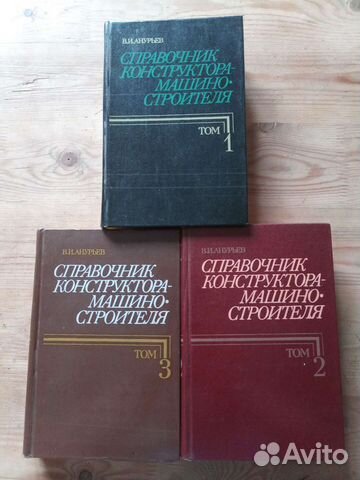 В.И.АНУРЬЕВ
СПРАВОЧНИК
КОНСТРУКТОРА-
МАШИНО-
СТРОИТЕЛЯ
ТОМ 1
В.И.АНУРЬЕВ
СПРАВОЧНИК
КОНСТРУКТОРА-
МАШИНО-
СТРОИТЕЛЯ
ТОМ 3
В.И.АНУРЬЕВ
СПРАВОЧНИК
КОНСТРУКТОРА-
МАШИНО-
СТРОИТЕЛЯ
ТОМ 2
Avito